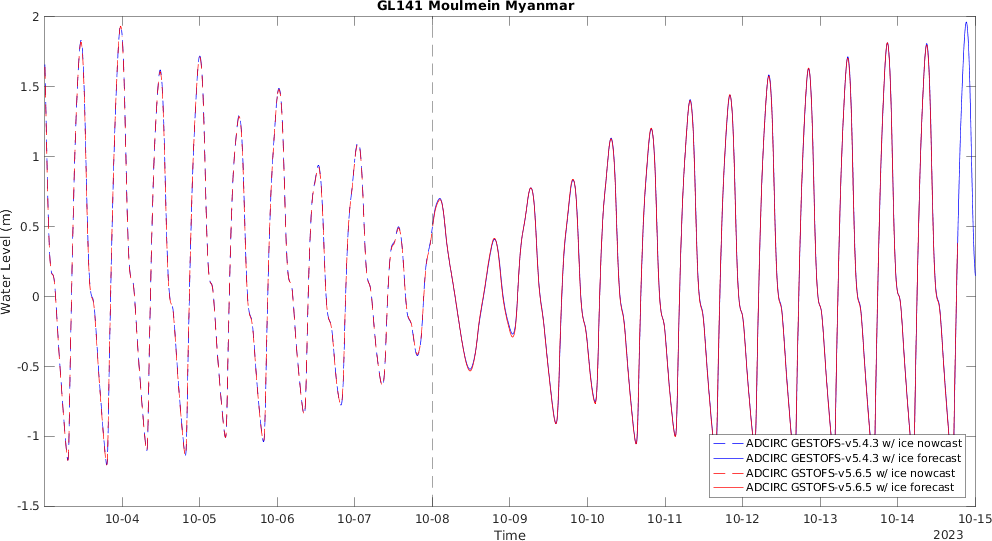 GL141 Moulmein Myanmar
Water Level (m)
2
1.5
1
0.5
0
-0.5
-1
-1.5
ADCIRC GESTOFS-v5.4.3 w/ ice nowcast
ADCIRC GESTOFS-v5.4.3 w/ ice forecast
ADCIRC GSTOFS-v5.6.5 w/ ice nowcast
ADCIRC GSTOFS-v5.6.5 w/ ice forecast
10-04 10-05 10-06 10-07 10-08 10-09 10-10 10-11 10-12 10-13 10-14 10-15
Time
2023